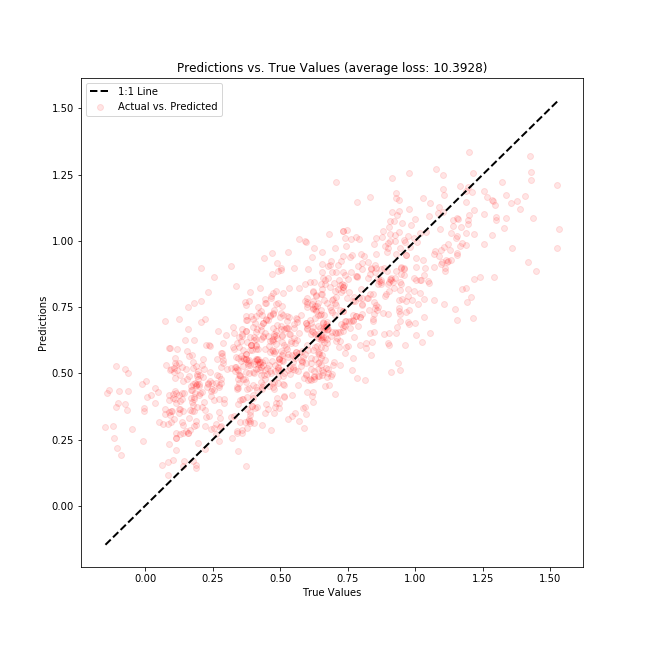 Predictions vs. True Values (average loss: 10.3928)
1:1 Line
Actual vs. Predicted
1.50
1.25
1.00
0.75
0.50
0.25
0.00
Predictions
0.00 0.25 0.50 0.75 1.00 1.25 1.50
True Values